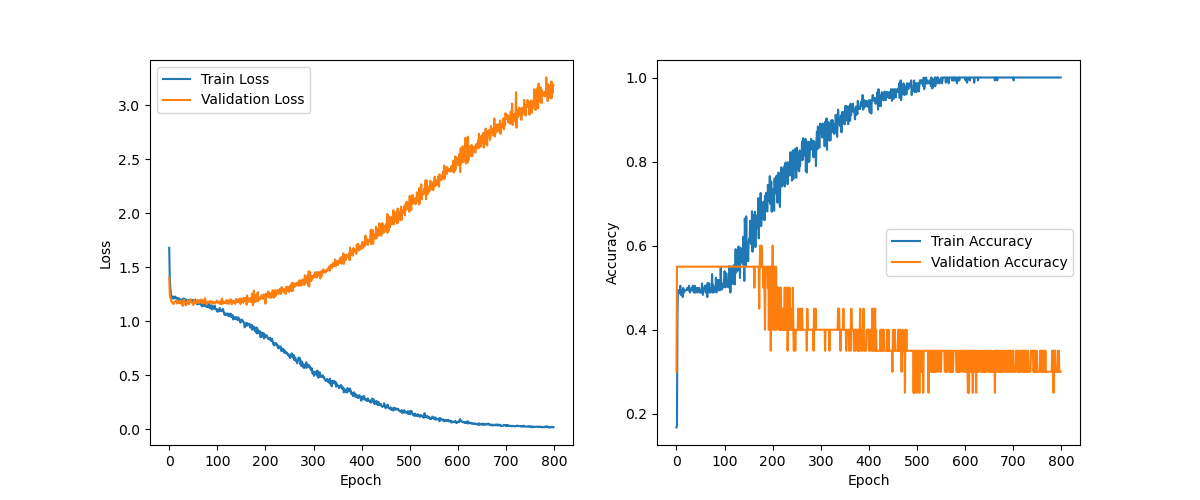 Train Loss
Validation Loss
3.0
2.5
2.0
1.5
1.0
0.5
0.0
Loss
0 100 200 300 400 500 600 700 800
Epoch
1.0
0.8
0.6
0.4
0.2
Accuracy
Train Accuracy
Validation Accuracy
0 100 200 300 400 500 600 700 800
Epoch